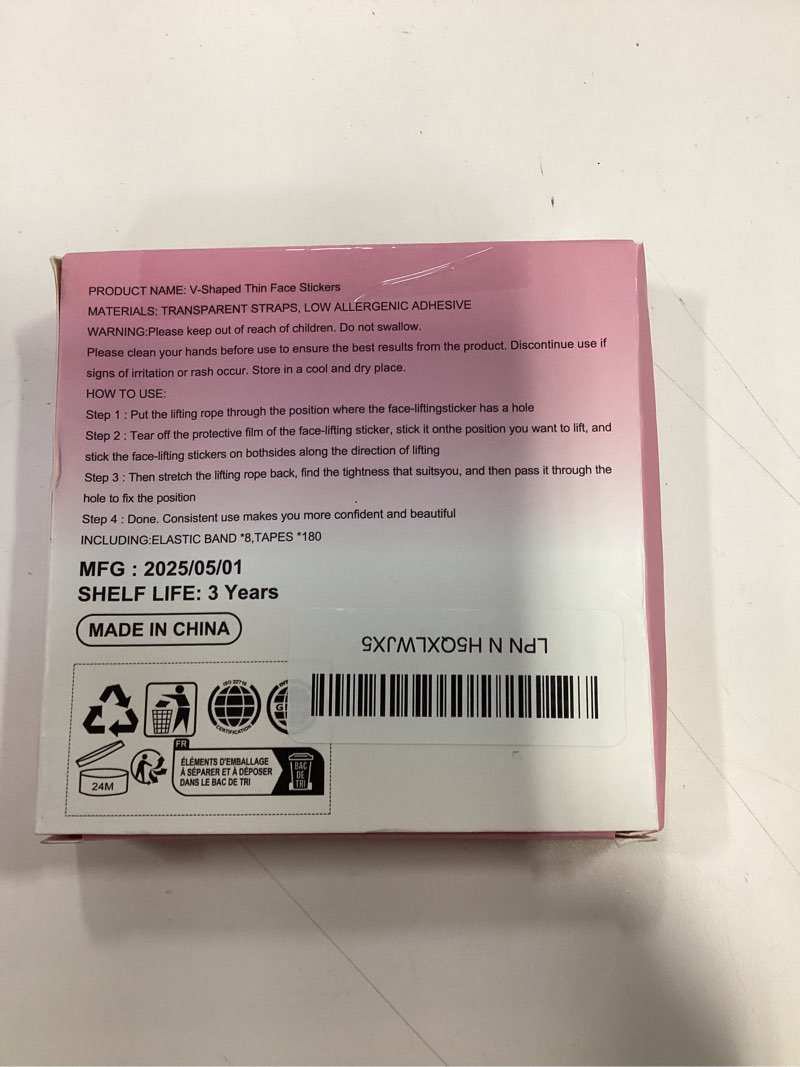 PRODUCT NAME: V-Shaped Thin Face Stickers
MATERIALS: TRANSPARENT STRAPS, LOW ALLERGENIC ADHESIVE
WARNING:Please keep out of reach of children. Do not swallow.
Please clean your hands before use to ensure the best results from the product. Discontinue use if
signs of irritation or rash occur. Store in a cool and dry place.
HOW TO USE:
Step 1 : Put the lifting rope through the position where the face-liftingsticker has a hole
Step 2 : Tear off the protective film of the face-lifting sticker, stick it onthe position you want to lift, and
stick the face-lifting stickers on bothsides along the direction of lifting
Step 3 : Then stretch the lifting rope back, find the tightness that suitsyou, and then pass it through the
hole to fix the position
Step 4 : Done. Consistent use makes you more confident and beautiful
INCLUDING:ELASTIC BAND *8,TAPES *180
MFG : 2025/05/01
SHELF LIFE: 3 Years
MADE IN CHINA
LPN N H5QXLWJX5
ISO 22716
CERTIFICATION
24M
FR
ÉLÉMENTS D'EMBALLAGE
À SÉPARER ET À DÉPOSER
DANS LE BAC DE TRI
BAC
DE
TRI